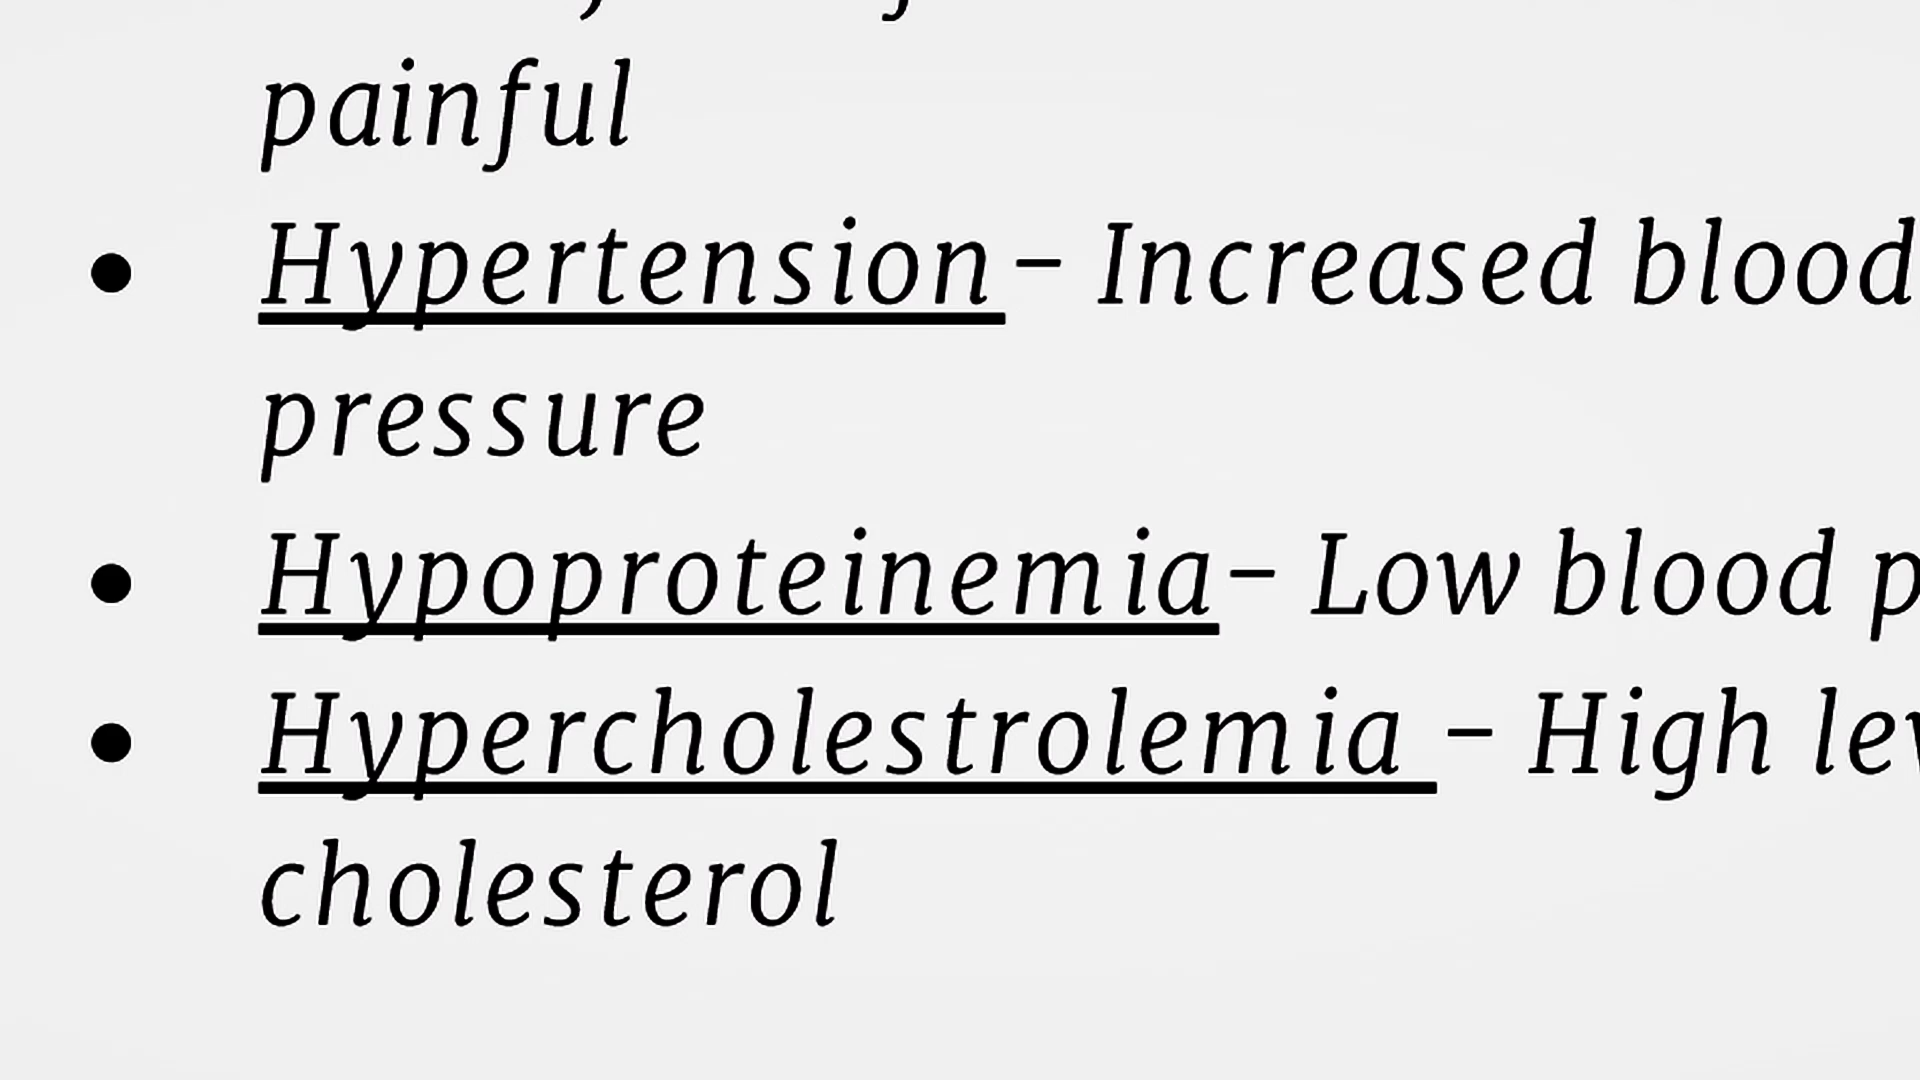 painful
• Hypertension - Increased blood
pressure
• Hypoproteinemia- Low blood
• Hypercholestrolemia - High
cholesterol